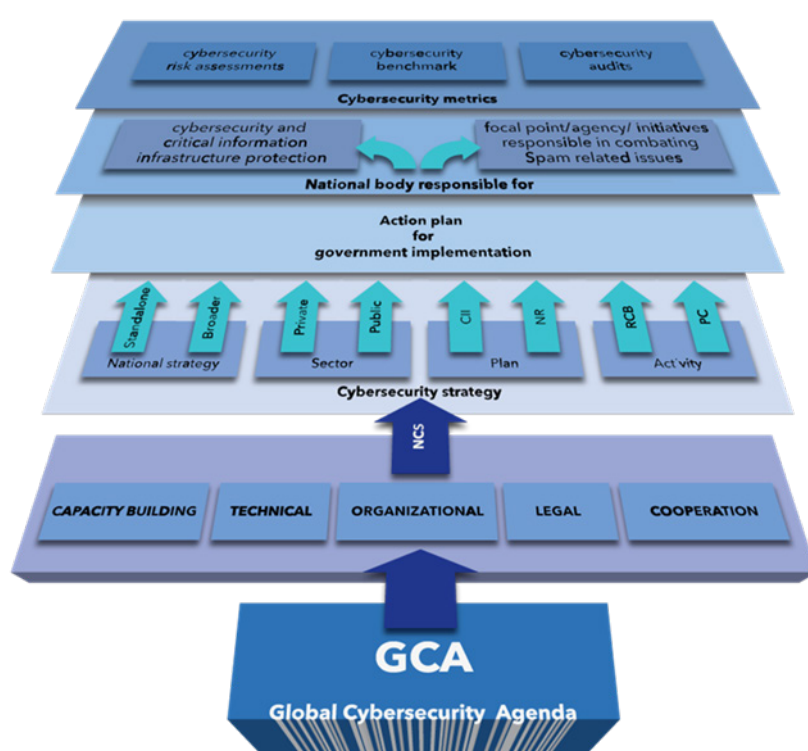 cybersecurity
risk assessments
cybersecurity
benchmark
cybersecurity
audits
Cybersecurity metrics
cybersecurity and
critical information
infrastructure protection
focal point/agency/ initiatives
responsible in combating
Spam related issues
National body responsible for
Action plan
for
government implementation
Standalone
Broader
Private
Public
CII
NR
RCB
PC
National strategy
Sector
Plan
Activity
Cybersecurity strategy
NCS
CAPACITY BUILDING
TECHNICAL
ORGANIZATIONAL
LEGAL
COOPERATION
GCA
Global Cybersecurity Agenda